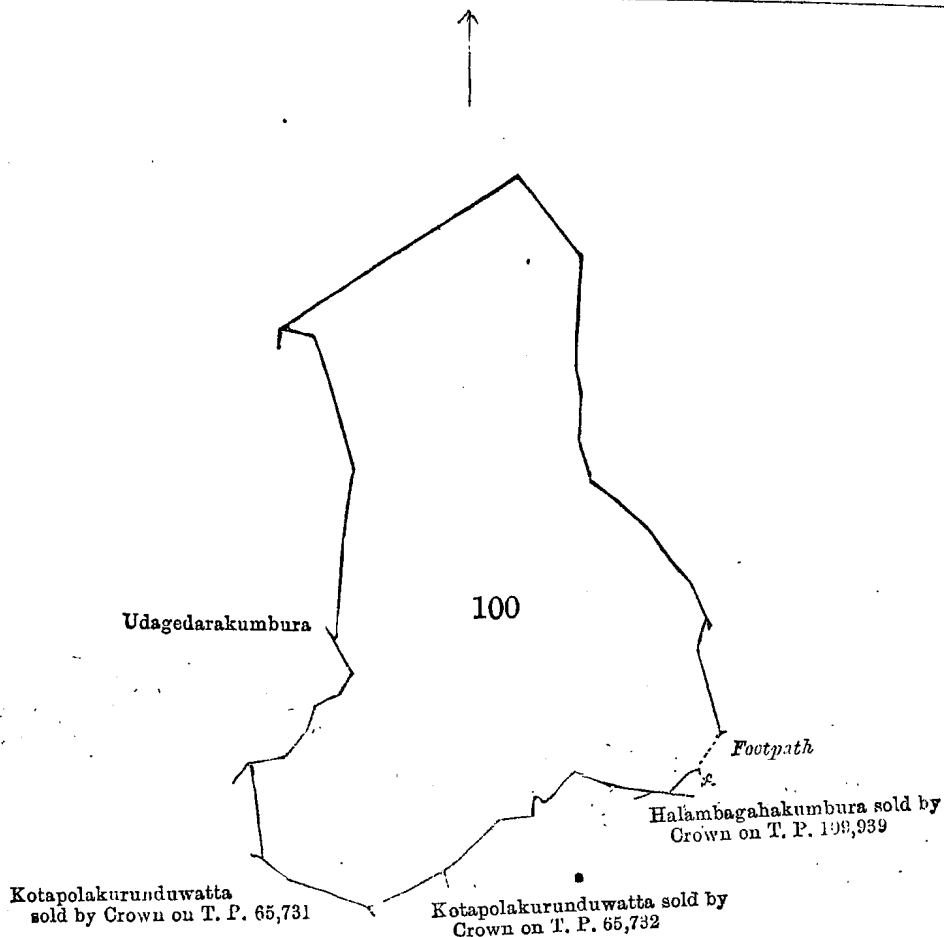 Udagedarakumbura
100
Footpath
Halambagahakumbura sold by
Crown on T. P.
Kotapolakurunduwatta
sold by Crown on T. P. 65,731
Kotapolakurunduwatta sold by
Crown on T. P. 65,732